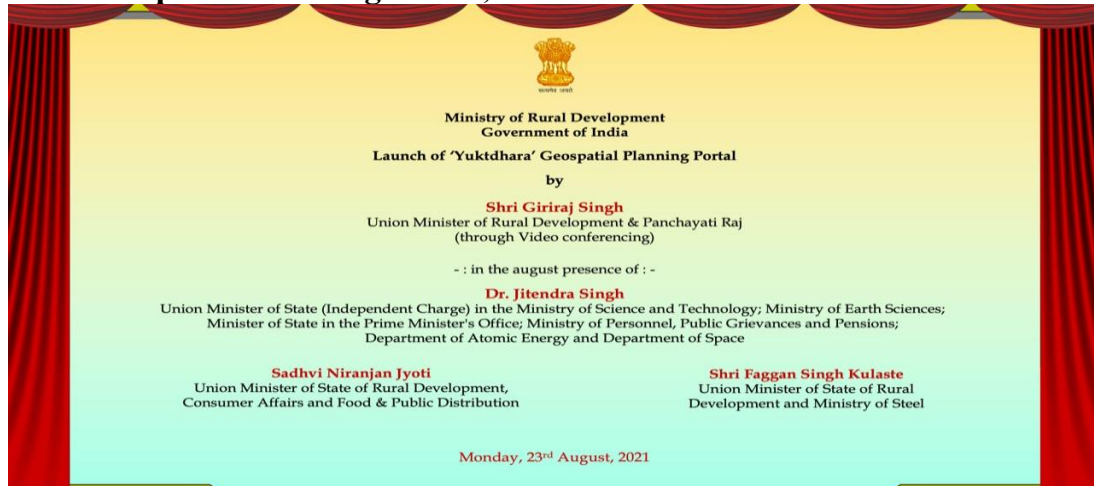 सत्यमेव जयते
Ministry of Rural Development
Government of India
Launch of ‘Yuktdhara’ Geospatial Planning Portal
by
Shri Giriraj Singh
Union Minister of Rural Development & Panchayati Raj
(through Video conferencing)
- : in the august presence of : -
Dr. Jitendra Singh
Union Minister of State (Independent Charge) in the Ministry of Science and Technology; Ministry of Earth Sciences;
Minister of State in the Prime Minister's Office; Ministry of Personnel, Public Grievances and Pensions;
Department of Atomic Energy and Department of Space
Sadhvi Niranjan Jyoti
Union Minister of State of Rural Development,
Consumer Affairs and Food & Public Distribution
Shri Faggan Singh Kulaste
Union Minister of State of Rural
Development and Ministry of Steel
Monday, 23rd August, 2021